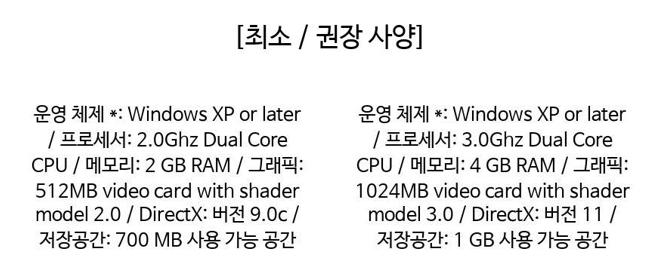 [최소 / 권장 사양]
운영 체제 *: Windows XP or later
/ 프로세서: 2.0Ghz Dual Core
CPU / 메모리: 2 GB RAM / 그래픽:
512MB video card with shader
model 2.0 / DirectX: 버전 9.0c /
저장공간: 700 MB 사용 가능 공간
운영 체제 *: Windows XP or later
/ 프로세서: 3.0Ghz Dual Core
CPU / 메모리: 4 GB RAM / 그래픽:
1024MB video card with shader
model 3.0 / DirectX: 버전 11 /
저장공간: 1 GB 사용 가능 공간